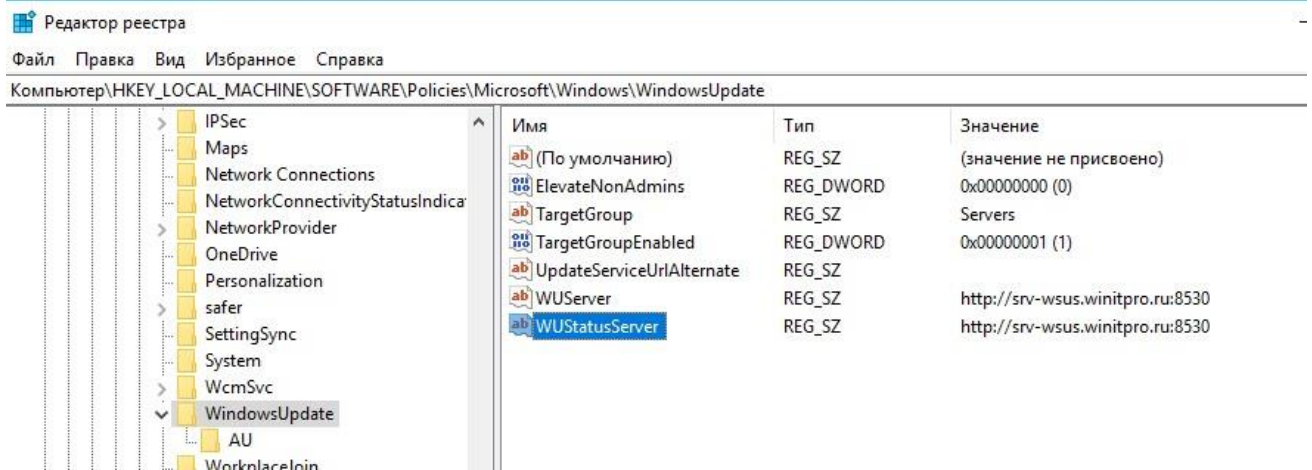 Редактор реестра
Файл Правка Вид Избранное Справка
Компьютер\HKEY_LOCAL_MACHINE\SOFTWARE\Policies\Microsoft\Windows\WindowsUpdate
IPSec
Maps
Network Connections
NetworkConnectivityStatusIndica
NetworkProvider
OneDrive
Personalization
safer
SettingSync
System
WcmSvc
WindowsUpdate
AU
WorkplaceJoin
Имя Тип Значение
(По умолчанию) REG_SZ (значение не присвоено)
ElevateNonAdmins REG_DWORD 0x00000000 (0)
TargetGroup REG_SZ Servers
TargetGroupEnabled REG_DWORD 0x00000001 (1)
UpdateServiceUrlAlternate REG_SZ
WUServer REG_SZ http://srv-wsus.winitpro.ru:8530
WUStatusServer REG_SZ http://srv-wsus.winitpro.ru:8530